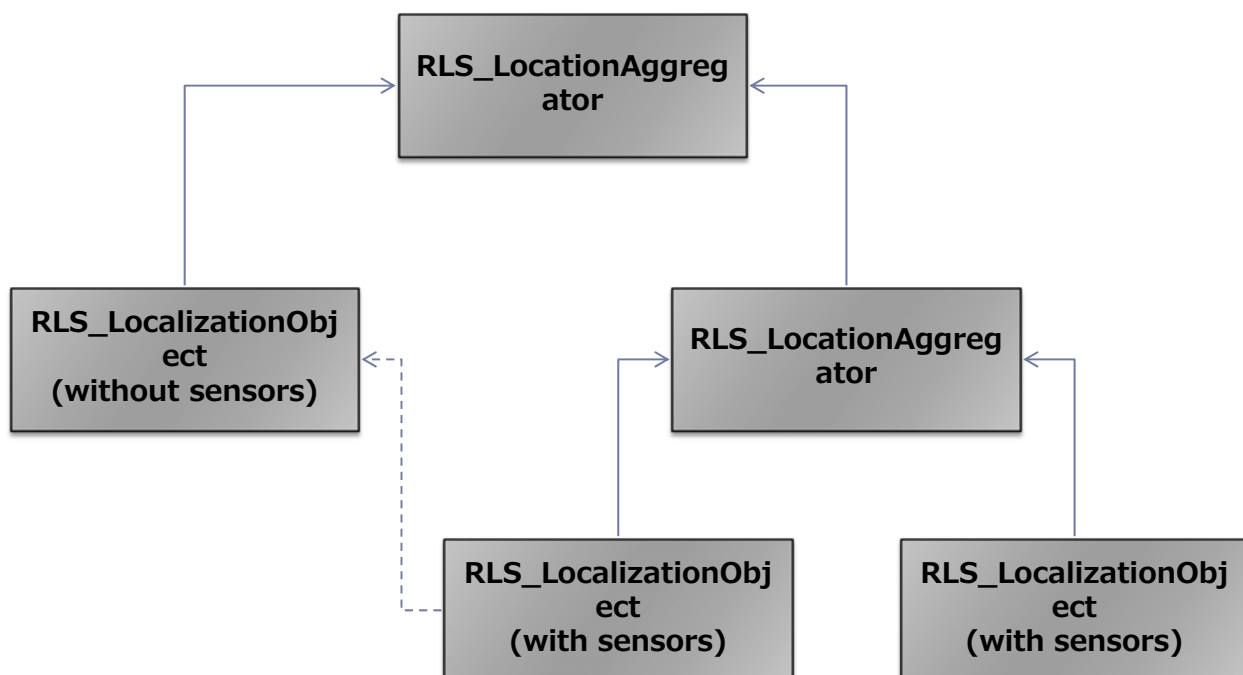 RLS_LocationAggreg
ator
RLS_LocalizationObj
ect
(without sensors)
RLS_LocationAggreg
ator
RLS_LocalizationObj
ect
(with sensors)
RLS_LocalizationObj
ect
(with sensors)